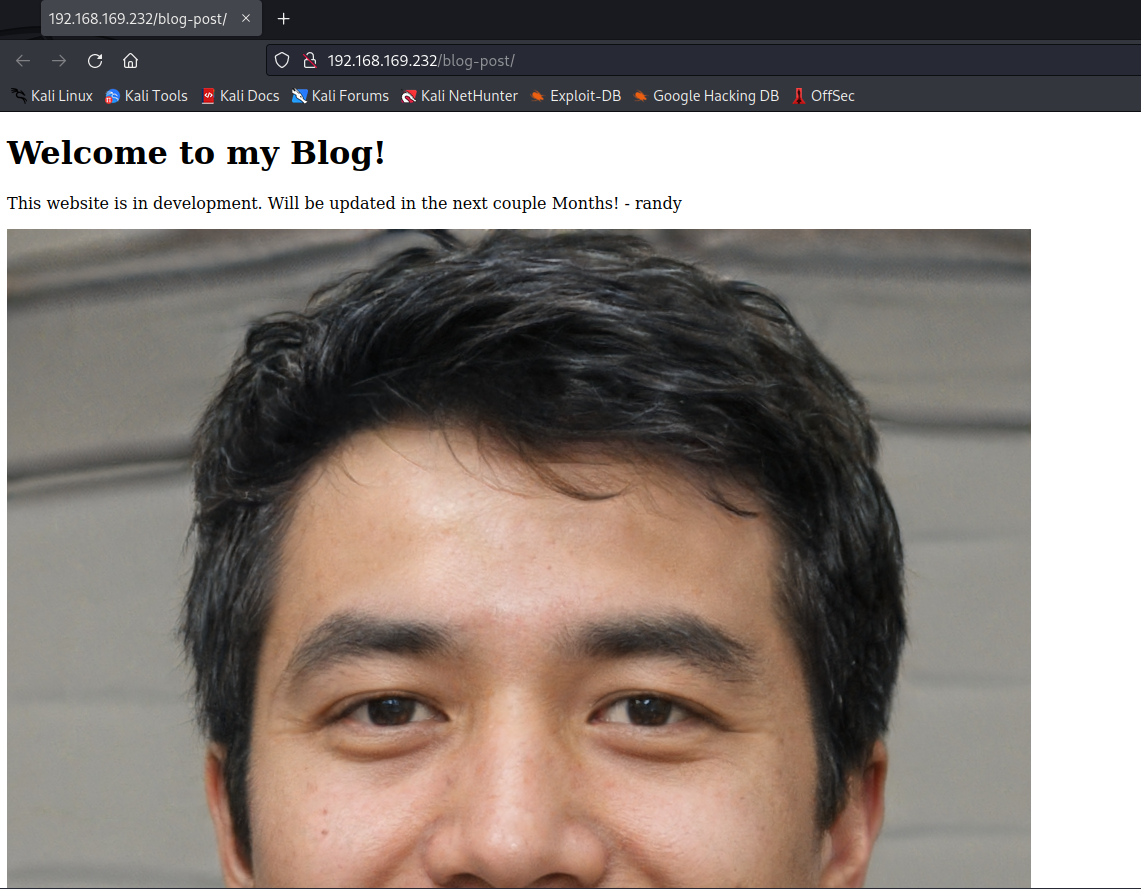 192.168.169.232/blog-post/
192.168.169.232/blog-post/
Kali Linux Kali Tools Kali Docs Kali Forums Kali NetHunter Exploit-DB Google Hacking DB OffSec
Welcome to my Blog!
This website is in development. Will be updated in the next couple Months! - randy